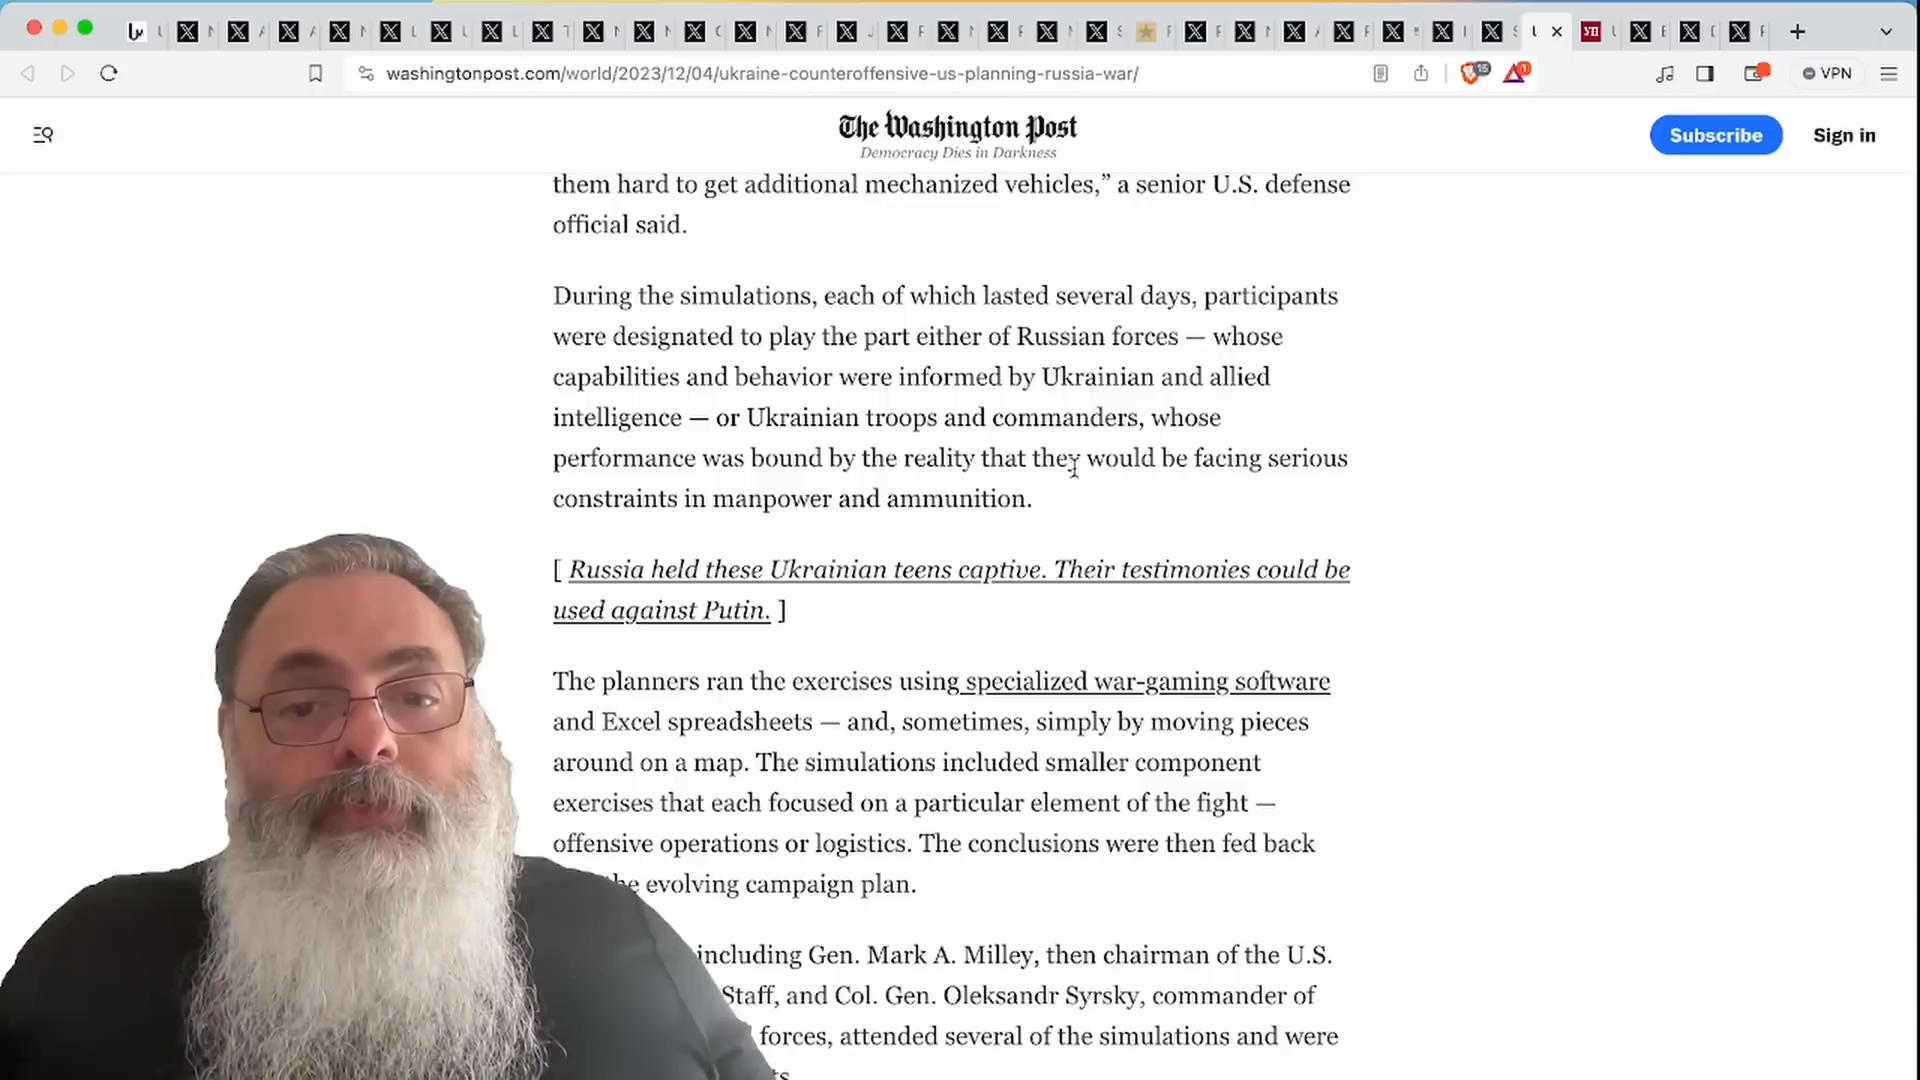 washingtonpost.com/world/2023/12/04/ukraine-counteroffensive-us-planning-russia-war/
15
1
VPN
The Washington Post
Democracy Dies in Darkness
Subscribe
Sign in
them hard to get additional mechanized vehicles,” a senior U.S. defense
official said.
During the simulations, each of which lasted several days, participants
were designated to play the part either of Russian forces — whose
capabilities and behavior were informed by Ukrainian and allied
intelligence — or Ukrainian troops and commanders, whose
performance was bound by the reality that they would be facing serious
constraints in manpower and ammunition.
[ Russia held these Ukrainian teens captive. Their testimonies could be
used against Putin. ]
The planners ran the exercises using specialized war-gaming software
and Excel spreadsheets — and, sometimes, simply by moving pieces
around on a map. The simulations included smaller component
exercises that each focused on a particular element of the fight —
offensive operations or logistics. The conclusions were then fed back
the evolving campaign plan.
including Gen. Mark A. Milley, then chairman of the U.S.
Staff, and Col. Gen. Oleksandr Syrsky, commander of
forces, attended several of the simulations and were